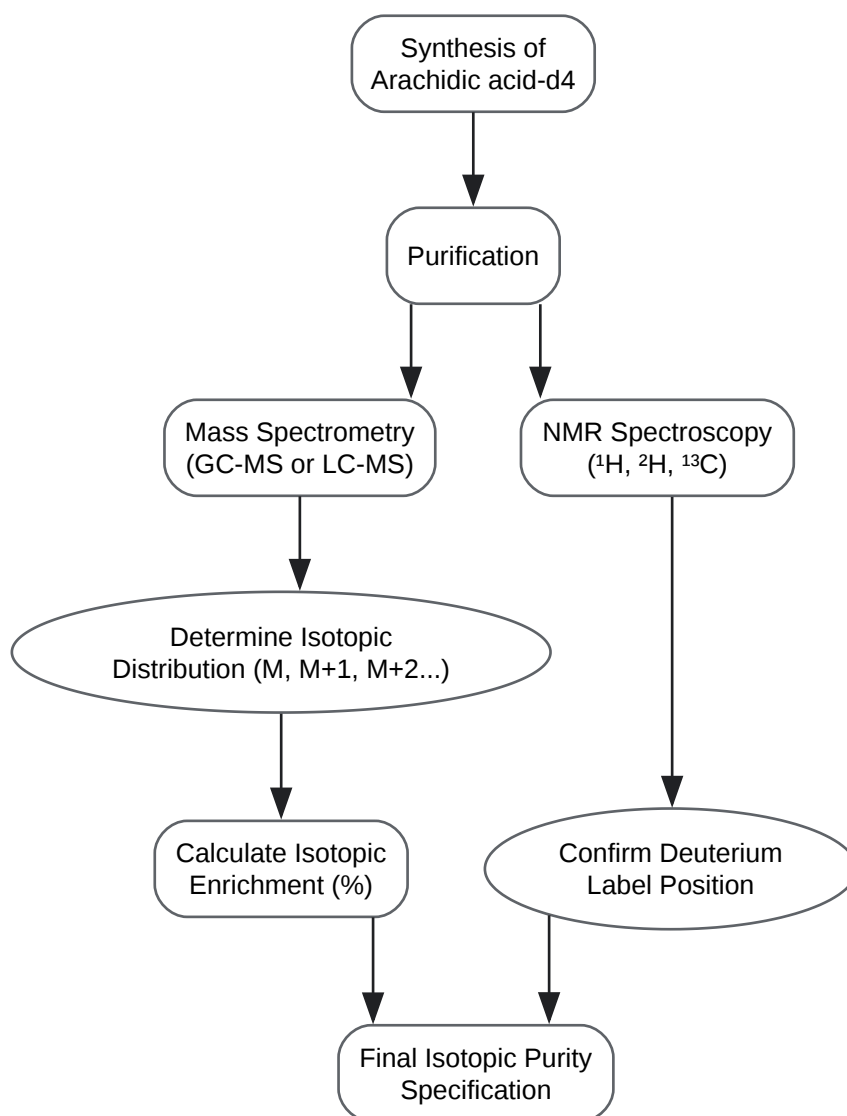 Synthesis of
Arachidic acid-d4
Purification
Mass Spectrometry
(GC-MS or LC-MS)
NMR Spectroscopy
(¹H, ²H, ¹³C)
Determine Isotopic
Distribution (M, M+1, M+2...)
Calculate Isotopic
Enrichment (%)
Confirm Deuterium
Label Position
Final Isotopic Purity
Specification